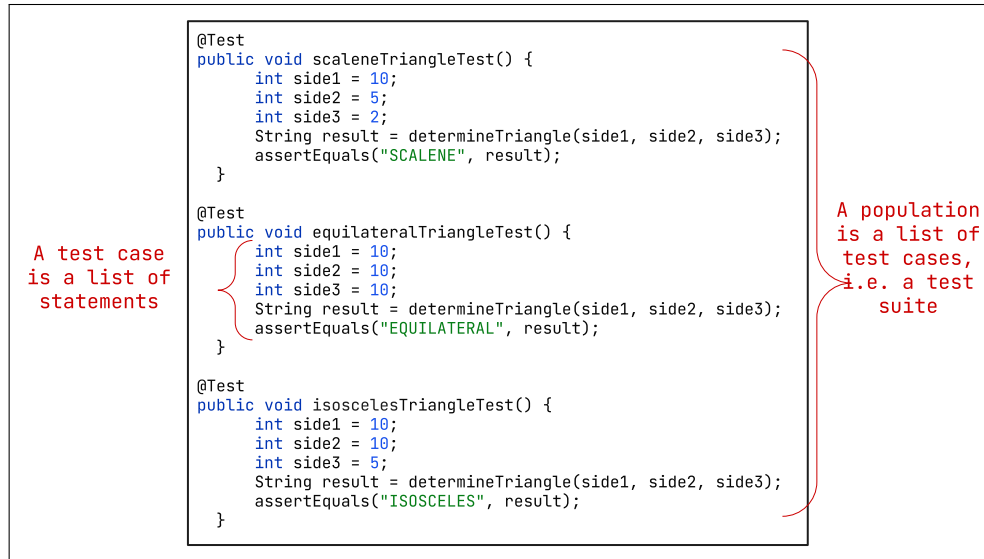 @Test
public void scaleneTriangleTest() {
int side1 = 10;
int side2 = 5;
int side3 = 2;
String result = determineTriangle(side1, side2, side3);
assertEquals("SCALENE", result);
}
@Test
public void equilateralTriangleTest() {
int side1 = 10;
int side2 = 10;
int side3 = 10;
String result = determineTriangle(side1, side2, side3);
assertEquals("EQUILATERAL", result);
}
@Test
public void isoscelesTriangleTest() {
int side1 = 10;
int side2 = 10;
int side3 = 5;
String result = determineTriangle(side1, side2, side3);
assertEquals("ISOSCELES", result);
}
A test case
is a list of
statements
A population
is a list of
test cases,
i.e. a test
suite